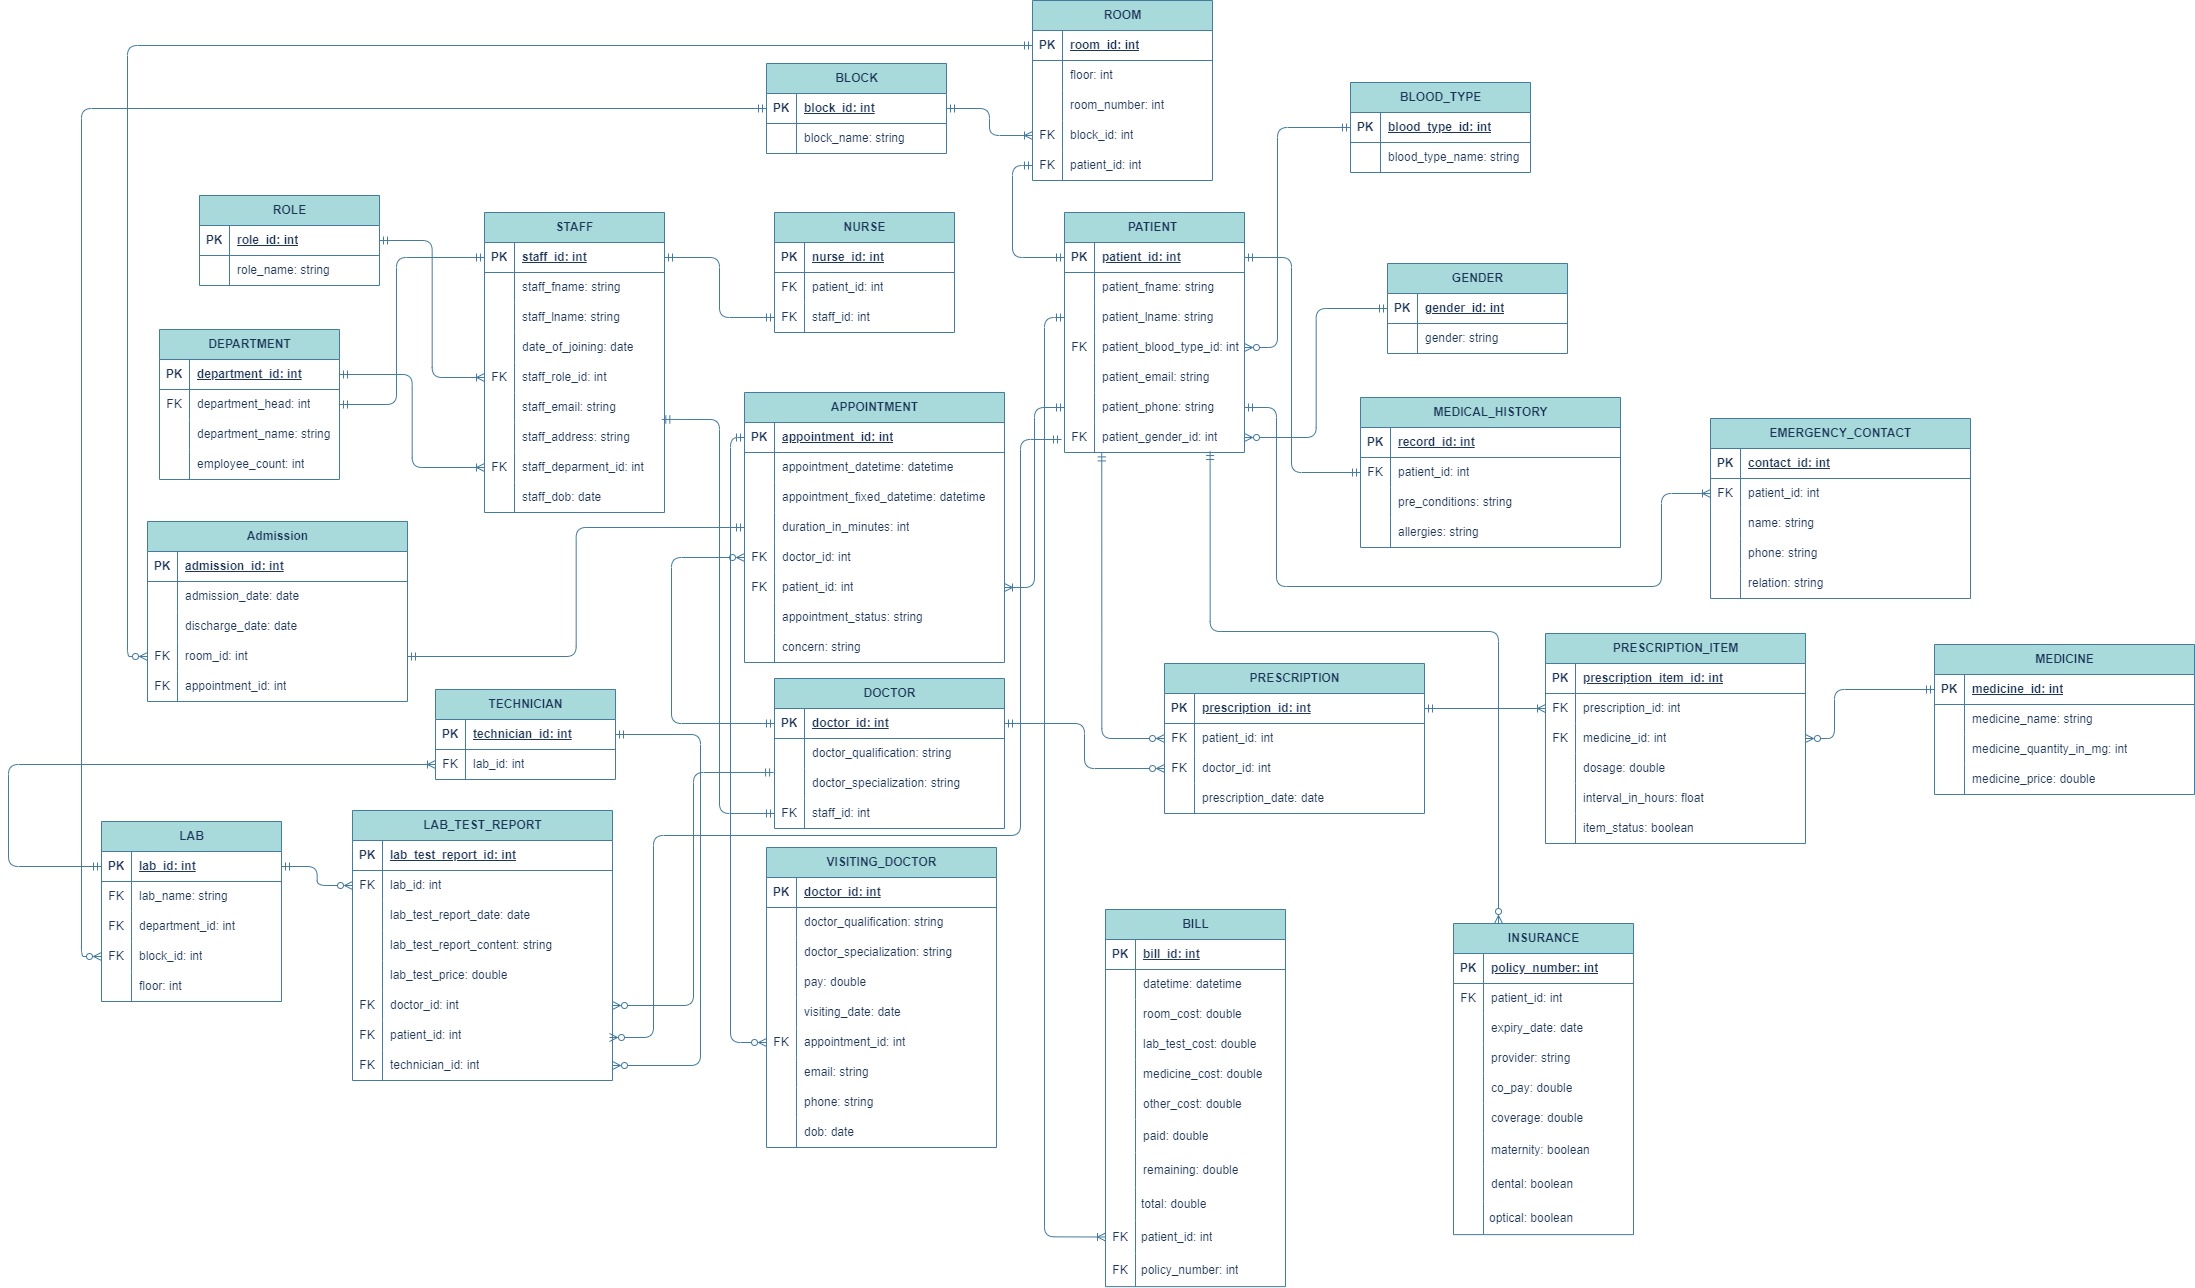 ROOM
PK room_id: int
floor: int
room_number: int
FK block_id: int
FK patient_id: int
BLOCK
PK block_id: int
block_name: string
BLOOD_TYPE
PK blood_type_id: int
blood_type_name: string
ROLE
PK role_id: int
role_name: string
STAFF
PK staff_id: int
staff_fname: string
staff_lname: string
date_of_joining: date
FK staff_role_id: int
staff_email: string
staff_address: string
FK staff_deparment_id: int
staff_dob: date
NURSE
PK nurse_id: int
FK patient_id: int
FK staff_id: int
PATIENT
PK patient_id: int
patient_fname: string
patient_lname: string
FK patient_blood_type_id: int
patient_email: string
patient_phone: string
FK patient_gender_id: int
GENDER
PK gender_id: int
gender: string
DEPARTMENT
PK department_id: int
FK department_head: int
department_name: string
employee_count: int
APPOINTMENT
PK appointment_id: int
appointment_datetime: datetime
appointment_fixed_datetime: datetime
duration_in_minutes: int
FK doctor_id: int
FK patient_id: int
appointment_status: string
concern: string
MEDICAL_HISTORY
PK record_id: int
FK patient_id: int
pre_conditions: string
allergies: string
EMERGENCY_CONTACT
PK contact_id: int
FK patient_id: int
name: string
phone: string
relation: string
Admission
PK admission_id: int
admission_date: date
discharge_date: date
FK room_id: int
FK appointment_id: int
TECHNICIAN
PK technician_id: int
FK lab_id: int
DOCTOR
PK doctor_id: int
doctor_qualification: string
doctor_specialization: string
FK staff_id: int
PRESCRIPTION
PK prescription_id: int
FK patient_id: int
FK doctor_id: int
prescription_date: date
PRESCRIPTION_ITEM
PK prescription_item_id: int
FK prescription_id: int
FK medicine_id: int
dosage: double
interval_in_hours: float
item_status: boolean
MEDICINE
PK medicine_id: int
medicine_name: string
medicine_quantity_in_mg: int
medicine_price: double
LAB
PK lab_id: int
FK lab_name: string
FK department_id: int
FK block_id: int
floor: int
LAB_TEST_REPORT
PK lab_test_report_id: int
FK lab_id: int
lab_test_report_date: date
lab_test_report_content: string
lab_test_price: double
FK doctor_id: int
FK patient_id: int
FK technician_id: int
VISITING_DOCTOR
PK doctor_id: int
doctor_qualification: string
doctor_specialization: string
pay: double
visiting_date: date
FK appointment_id: int
email: string
phone: string
dob: date
BILL
PK bill_id: int
datetime: datetime
room_cost: double
lab_test_cost: double
medicine_cost: double
other_cost: double
paid: double
remaining: double
total: double
FK patient_id: int
FK policy_number: int
INSURANCE
PK policy_number: int
FK patient_id: int
expiry_date: date
provider: string
co_pay: double
coverage: double
maternity: boolean
dental: boolean
optical: boolean